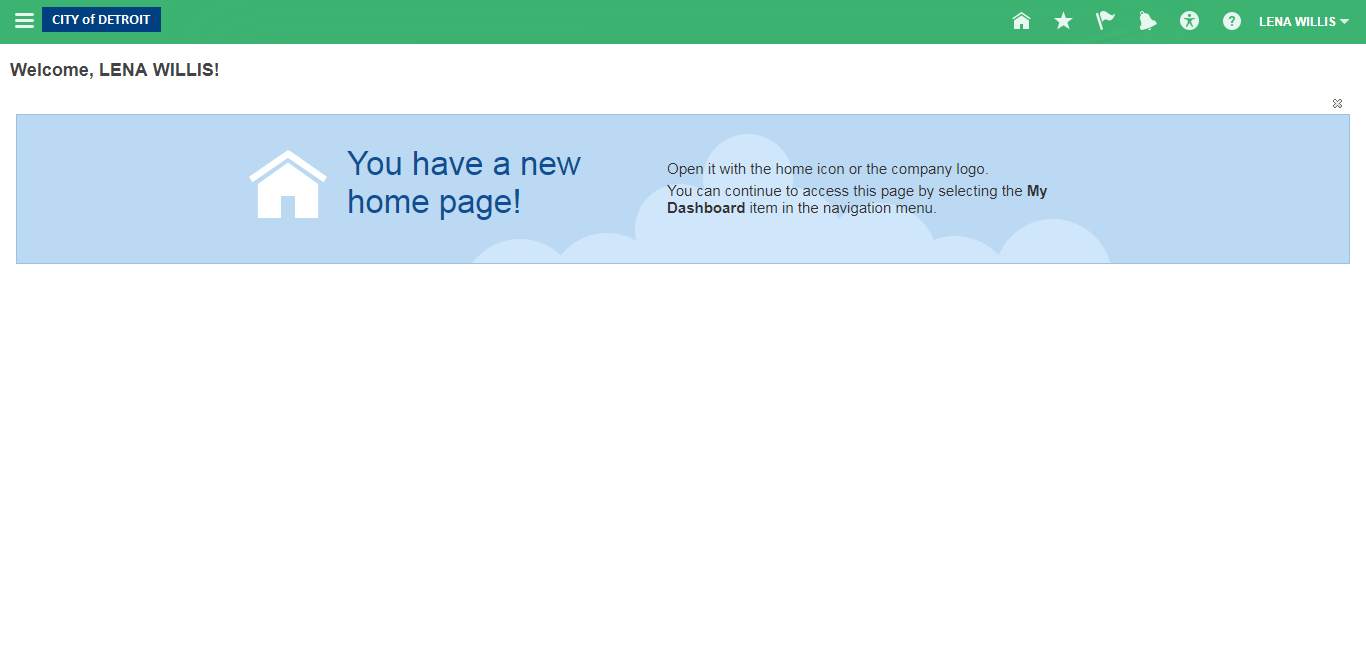 CITY of DETROIT
?
LENA WILLIS
Welcome, LENA WILLIS!
You have a new
home page!
Open it with the home icon or the company logo.
You can continue to access this page by selecting the My
Dashboard item in the navigation menu.